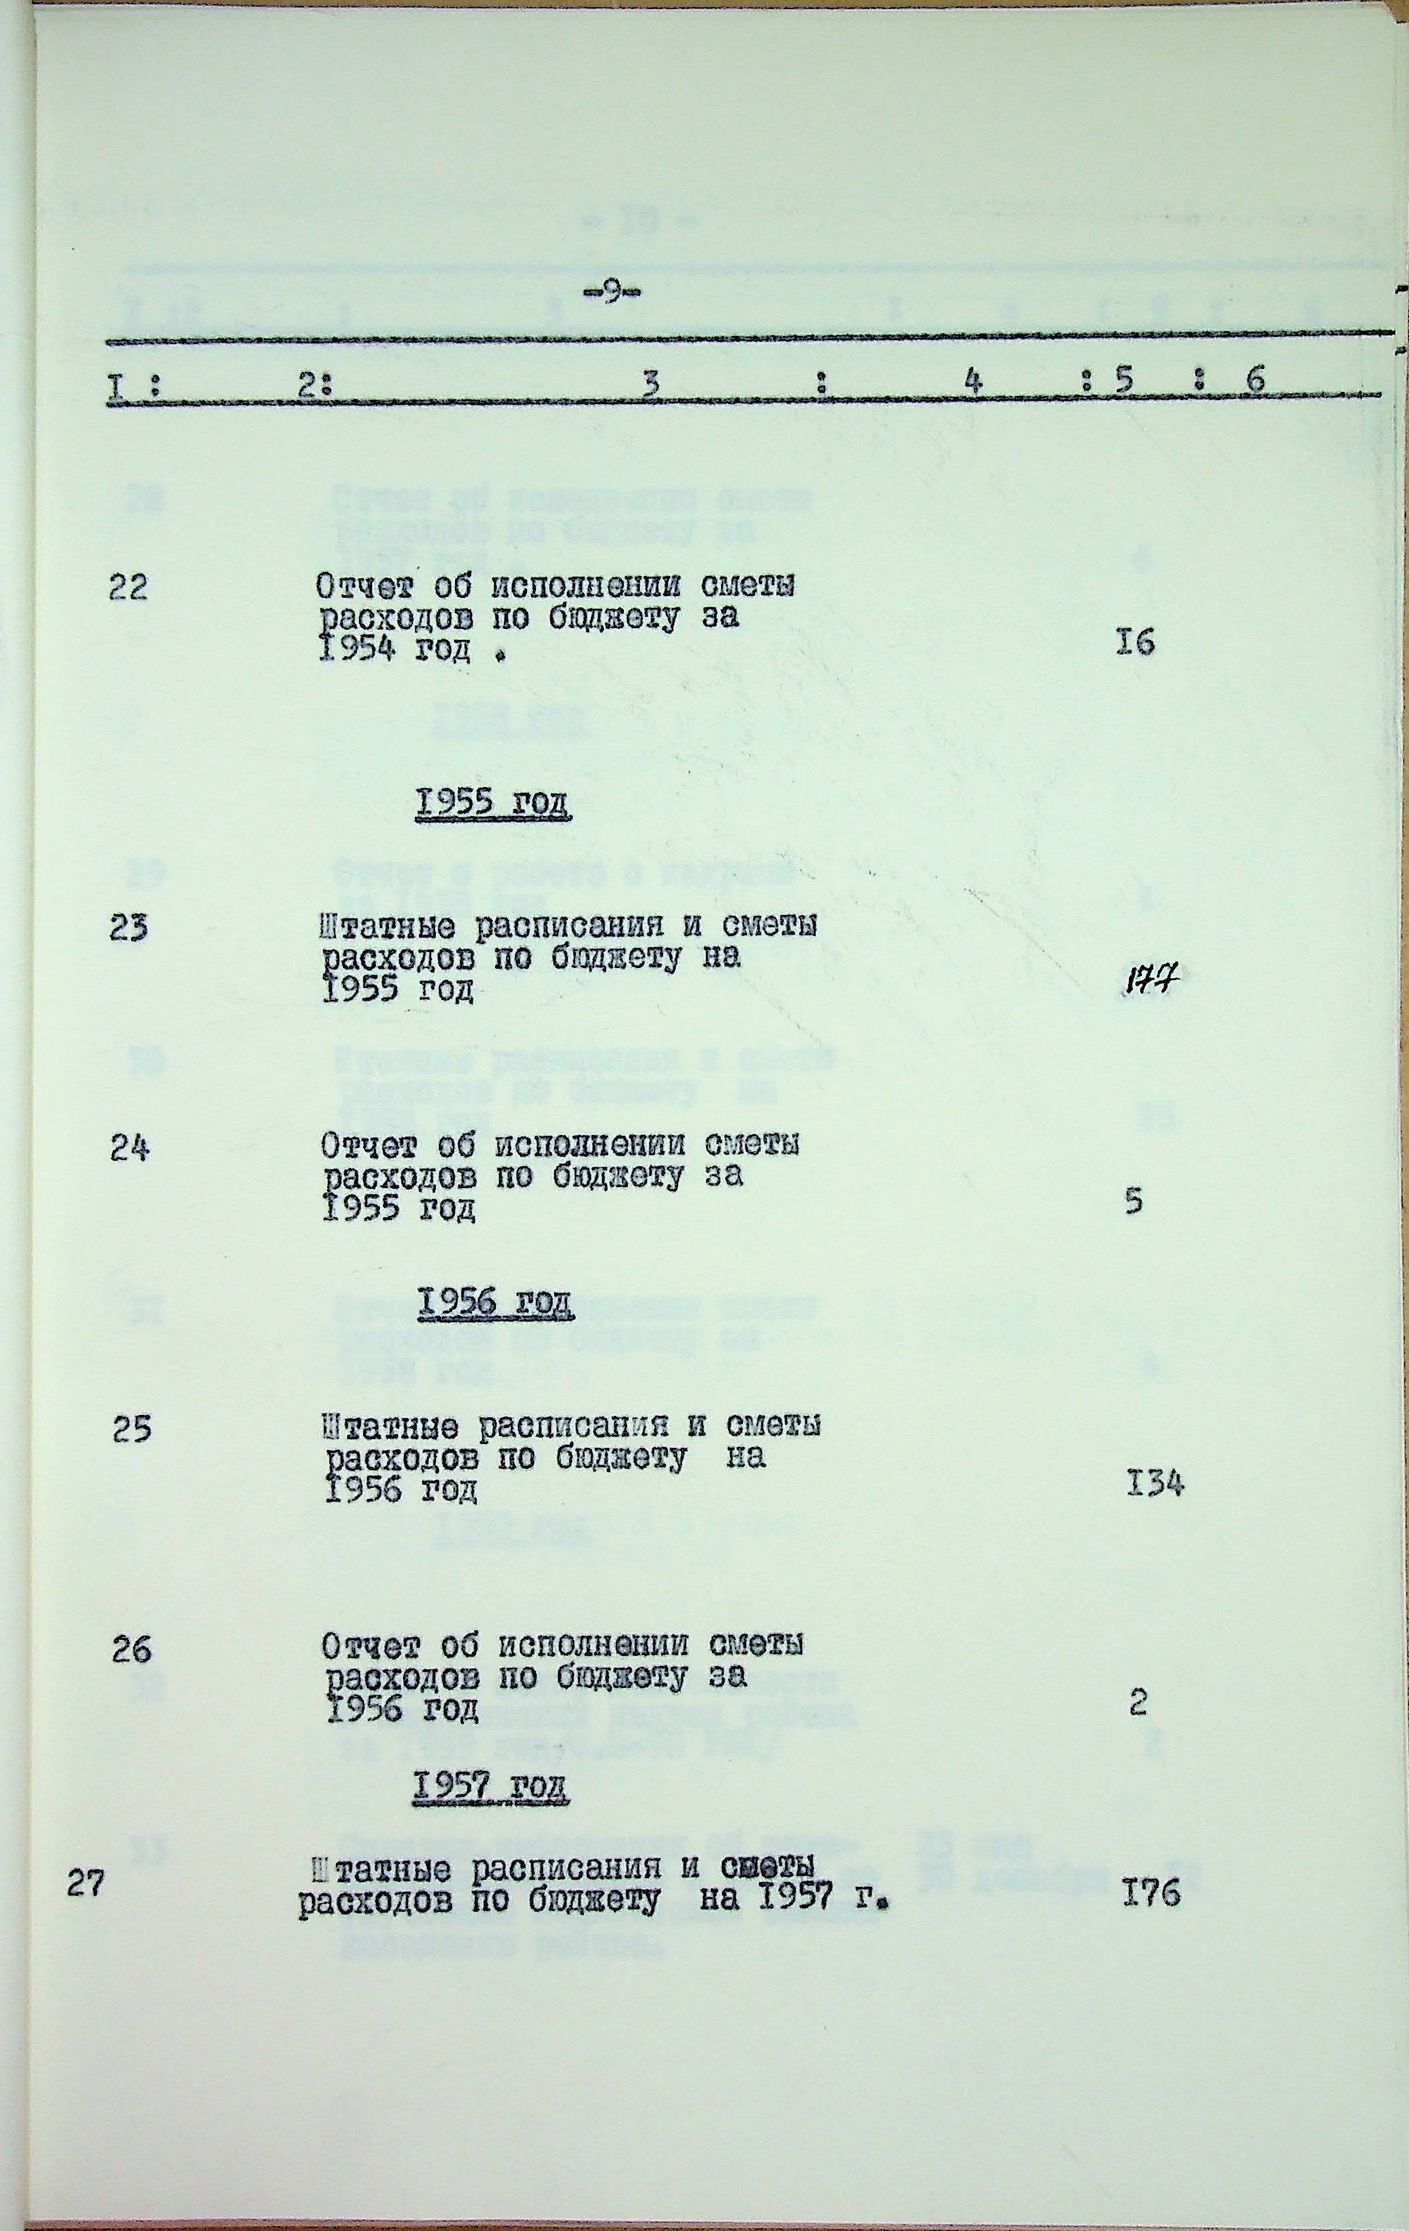 -9-
I : 2: 3 : 4 : 5 : 6
22 Отчет об исполнении сметы
расходов по бюджету за
1954 год . 16
1955 год
23 Штатные расписания и сметы
расходов по бюджету на
1955 год 177
24 Отчет об исполнении сметы
расходов по бюджету за
1955 год 5
1956 год
25 Штатные расписания и сметы
расходов по бюджету на
1956 год 134
26 Отчет об исполнении сметы
расходов по бюджету за
1956 год 2
1957 год
27 Штатные расписания и сметы
расходов по бюджету на 1957 г. 176